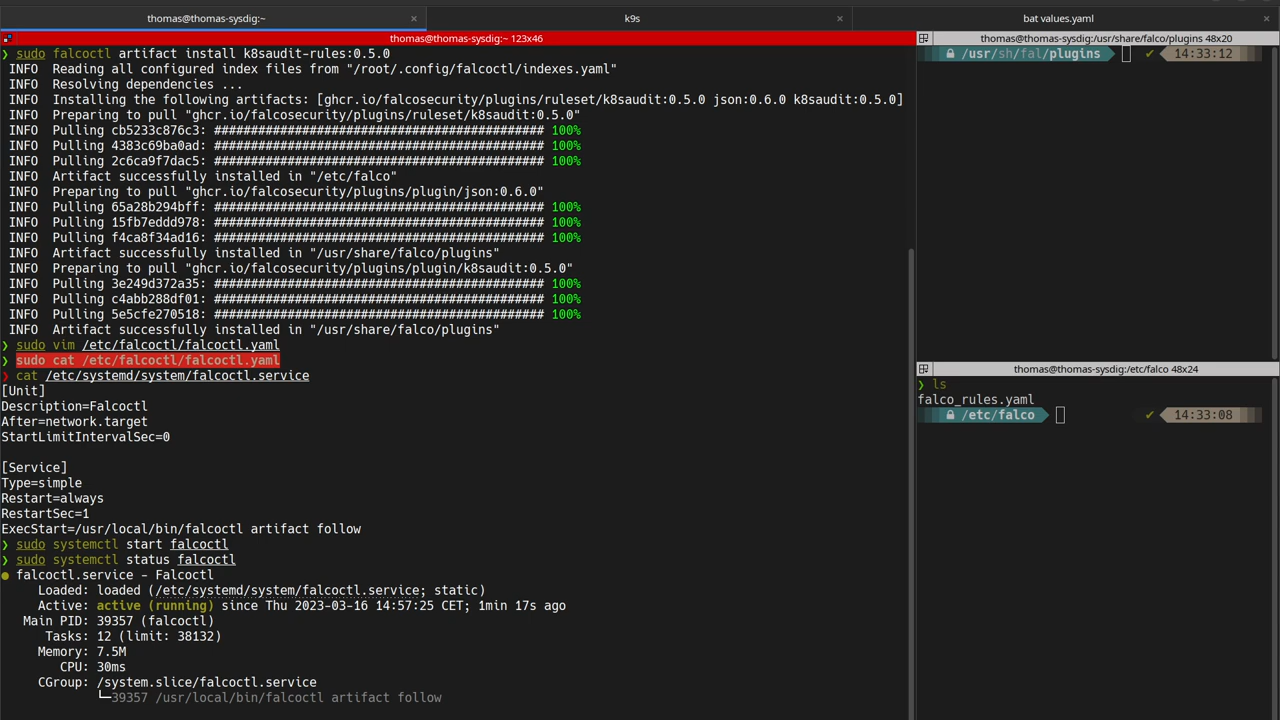 thomas@thomas-sysdig:~ × k9s × bat values.yaml ×
thomas@thomas-sysdig:~ 123x46
❯ sudo falcoctl artifact install k8saudit-rules:0.5.0
INFO Reading all configured index files from "/root/.config/falcoctl/indexes.yaml"
INFO Resolving dependencies ...
INFO Installing the following artifacts: [ghcr.io/falcosecurity/plugins/ruleset/k8saudit:0.5.0 json:0.6.0 k8saudit:0.5.0]
INFO Preparing to pull "ghcr.io/falcosecurity/plugins/ruleset/k8saudit:0.5.0"
INFO Pulling cb5233c876c3: ############################################# 100%
INFO Pulling 4383c69ba0ad: ############################################# 100%
INFO Pulling 2c6ca9f7dac5: ############################################# 100%
INFO Artifact successfully installed in "/etc/falco"
INFO Preparing to pull "ghcr.io/falcosecurity/plugins/plugin/json:0.6.0"
INFO Pulling 65a28b294bff: ############################################# 100%
INFO Pulling 15fb7eddd978: ############################################# 100%
INFO Pulling f4ca8f34ad16: ############################################# 100%
INFO Artifact successfully installed in "/usr/share/falco/plugins"
INFO Preparing to pull "ghcr.io/falcosecurity/plugins/plugin/k8saudit:0.5.0"
INFO Pulling 3e249d372a35: ############################################# 100%
INFO Pulling c4abb288df01: ############################################# 100%
INFO Pulling 5e5cfe270518: ############################################# 100%
INFO Artifact successfully installed in "/usr/share/falco/plugins"
❯ sudo vim /etc/falcoctl/falcoctl.yaml
❯ sudo cat /etc/falcoctl/falcoctl.yaml
❯ cat /etc/systemd/system/falcoctl.service
[Unit]
Description=Falcoctl
After=network.target
StartLimitIntervalSec=0
[Service]
Type=simple
Restart=always
RestartSec=1
ExecStart=/usr/local/bin/falcoctl artifact follow
❯ sudo systemctl start falcoctl
❯ sudo systemctl status falcoctl
● falcoctl.service - Falcoctl
Loaded: loaded (/etc/systemd/system/falcoctl.service; static)
Active: active (running) since Thu 2023-03-16 14:57:25 CET; 1min 17s ago
Main PID: 39357 (falcoctl)
Tasks: 12 (limit: 38132)
Memory: 7.5M
CPU: 30ms
CGroup: /system.slice/falcoctl.service
└─39357 /usr/local/bin/falcoctl artifact follow
thomas@thomas-sysdig:/usr/share/falco/plugins 48x20
/usr/sh/fal/plugins ✔ 14:33:12
thomas@thomas-sysdig:/etc/falco 48x24
❯ ls
falco_rules.yaml
/etc/falco ✔ 14:33:08